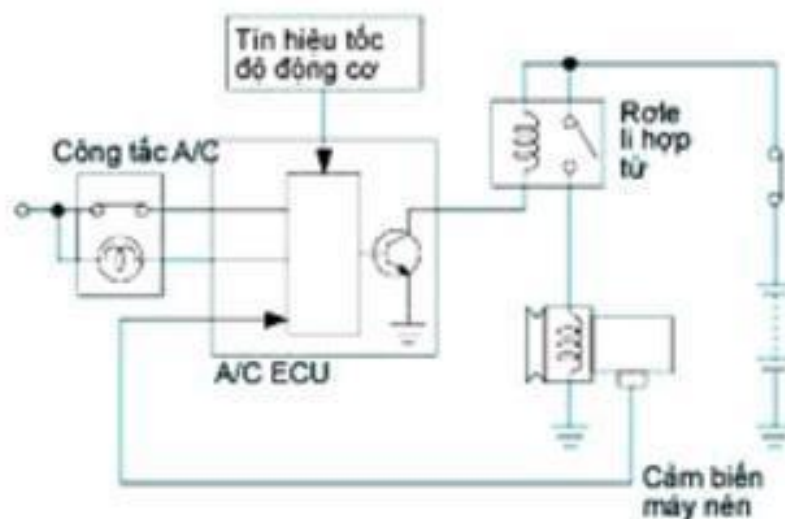 Tín hiệu tốc
độ động cơ
Công tắc A/C
Rơle
li hợp
từ
A/C ECU
Cảm biến
máy nén